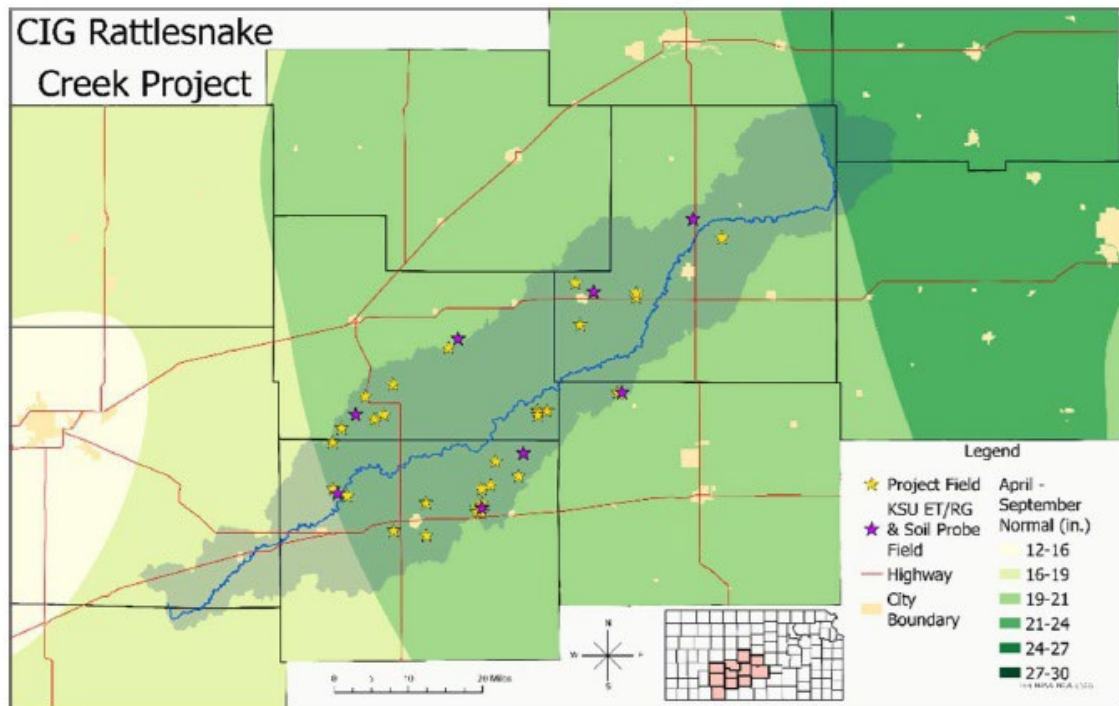 CIG Rattlesnake
Creek Project
Legend
Project Field
KSU ET/RG
& Soil Probe
Field
Highway
City
Boundary
April -
September
Normal (in.)
12-16
16-19
19-21
21-24
24-27
27-30
N
W
S
0 5 10 20 Miles